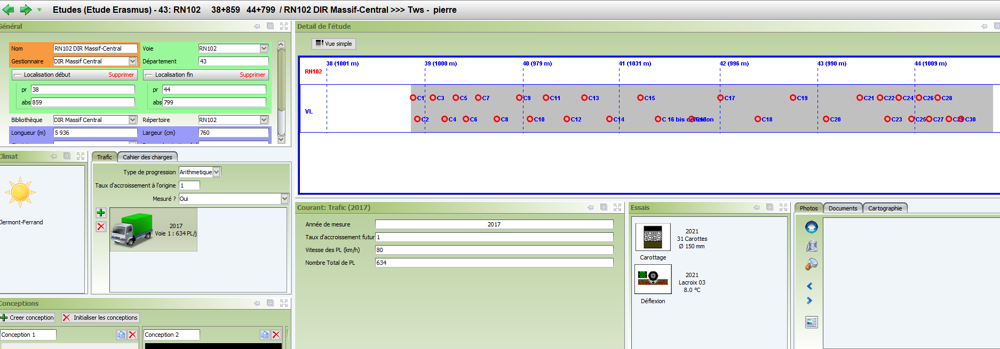 Etudes (Etude Erasmus) - 43: RN102 38+859 44+799 / RN102 DIR Massif-Central >>> Tws - pierre
Général
Nom RN102 DIR Massif-Central Voie RN102
Gestionnaire DIR Massif Central Département 43
Localisation début Supprimer Localisation fin Supprimer
pr 38 pr 44
abs 859 abs 799
Bibliothèque DIR Massif Central Répertoire RN102
Longueur (m) 5 936 Largeur (cm) 760
Detail de l'étude
Vue simple
38 (1001 m) 39 (1000 m) 40 (979 m) 41 (1031 m) 42 (996 m) 43 (990 m) 44 (1009 m)
RN102
C1 C3 C5 C7 C9 C11 C13 C15 C17 C19 C21 C22 C24 C26 C28
VL
C2 C4 C6 C8 C10 C12 C14 C 16 bis déflexion C18 C20 C23 C25 C27 C29 C30
Climat
Clermont-Ferrand
Trafic Cahier des charges
Type de progression Arithmetique
Taux d'accroissement à l'origine 1
Mesuré ? Oui
2017
Voie 1 : 634 PL/j
Courant: Trafic (2017)
Année de mesure 2017
Taux d'accroissement futur 1
Vitesse des PL (km/h) 80
Nombre Total de PL 634
Essais
2021
31 Carottes
Ø 150 mm
Carottage
2021
Lacroix 03
8.0 °C
Déflexion
Photos Documents Cartographie
Conceptions
Creer conception Initialiser les conceptions
Conception 1 Conception 2